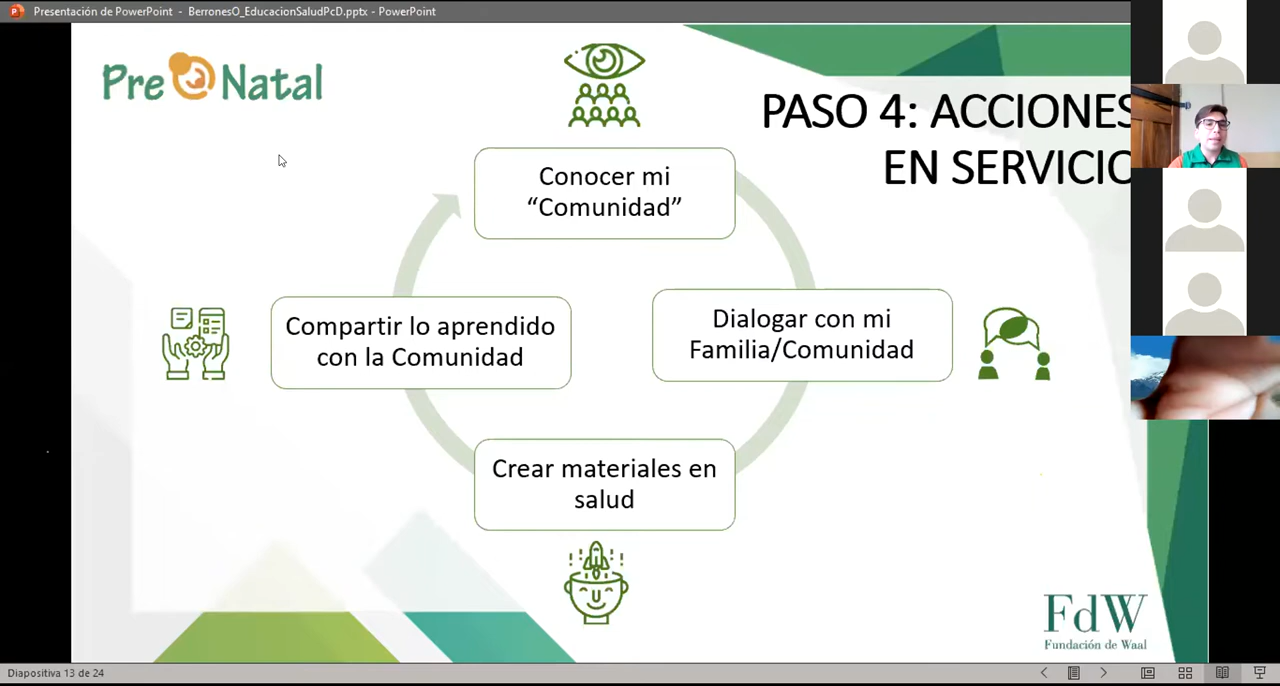 Presentación de PowerPoint - BerronesO_EducacionSaludPcD.pptx - PowerPoint
Pre Natal
PASO 4: ACCIONES
EN SERVICIO
Conocer mi
“Comunidad”
Compartir lo aprendido
con la Comunidad
Dialogar con mi
Familia/Comunidad
Crear materiales en
salud
FdW
Fundación de Waal
Diapositiva 13 de 24